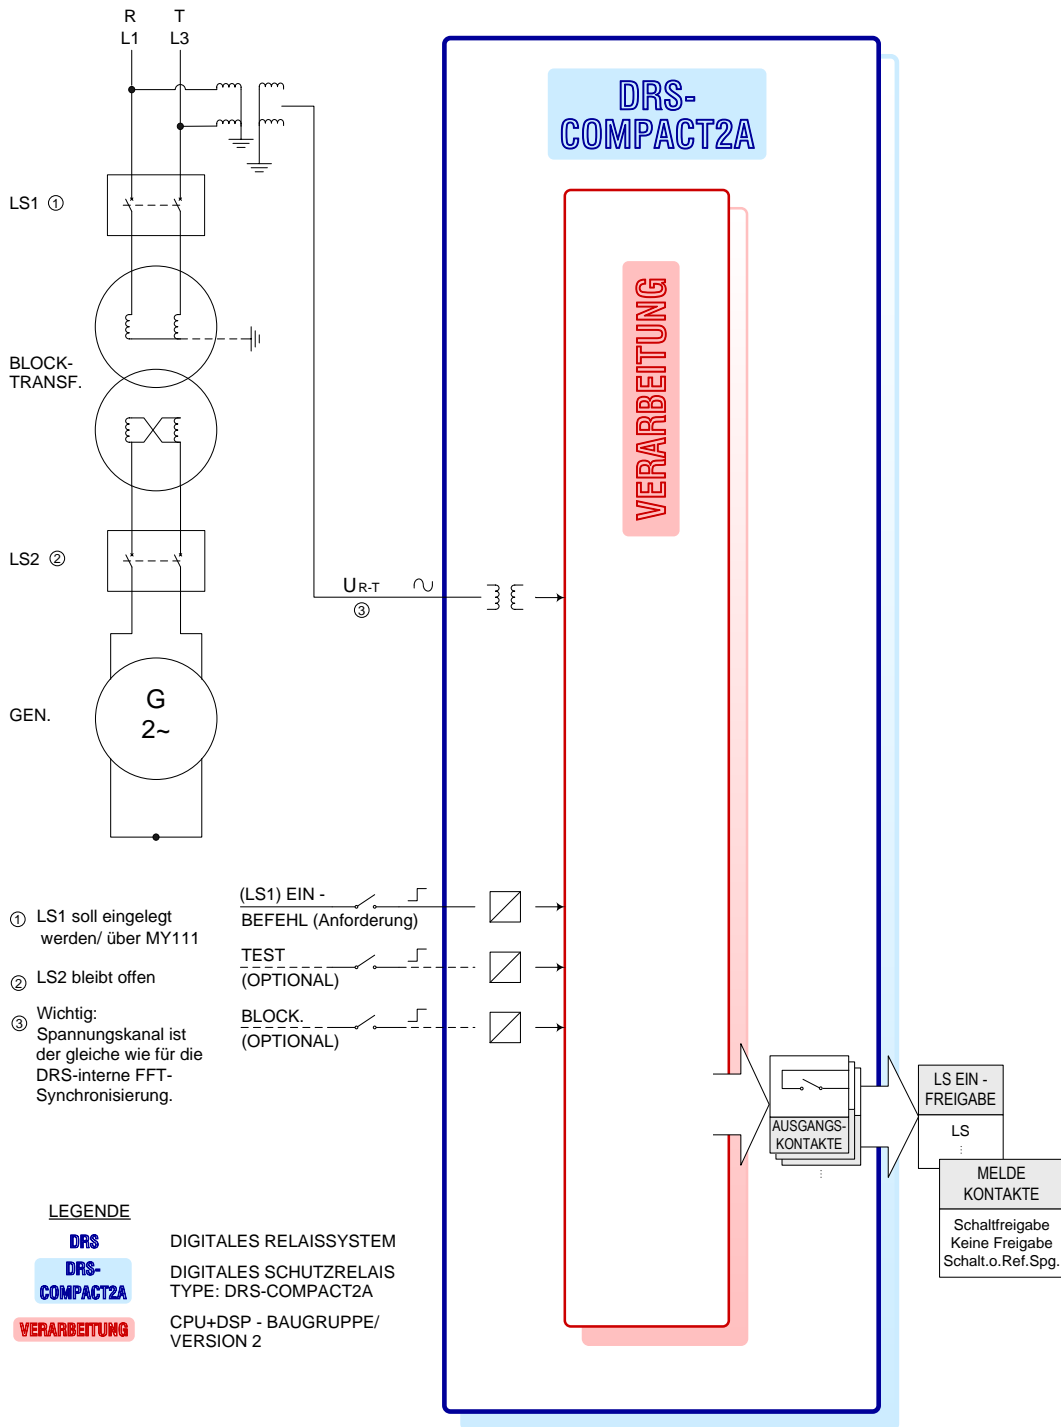 R T
L1 L3
DRS-
COMPACT2A
LS1 ①
VERARBEITUNG
BLOCK-
TRANSF.
LS2 ②
UR-T
③
GEN.
G
2~
① LS1 soll eingelegt
werden/ über MY111
② LS2 bleibt offen
③ Wichtig:
Spannungskanal ist
der gleiche wie für die
DRS-interne FFT-
Synchronisierung.
(LS1) EIN -
BEFEHL (Anforderung)
TEST
(OPTIONAL)
BLOCK.
(OPTIONAL)
AUSGANGS-
KONTAKTE
LS EIN -
FREIGABE
LS
MELDE
KONTAKTE
Schaltfreigabe
Keine Freigabe
Schalt.o.Ref.Spg.
LEGENDE
DRS DIGITALES RELAISSYSTEM
DRS-
COMPACT2A
DIGITALES SCHUTZRELAIS
TYPE: DRS-COMPACT2A
VERARBEITUNG
CPU+DSP - BAUGRUPPE/
VERSION 2